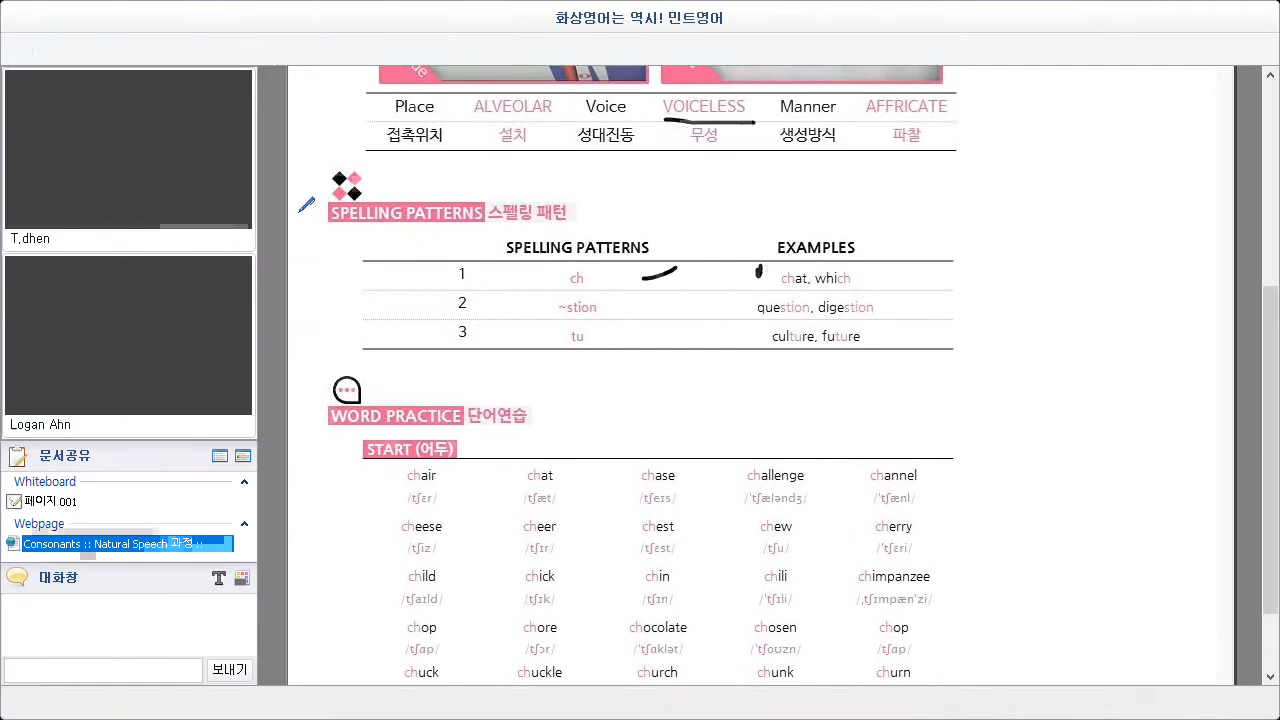 화상영어는 역시! 민트영어
T.dhen
Logan Ahn
문서공유
Whiteboard
페이지 001
Webpage
Consonants :: Natural Speech 과정 ::
대화창
보내기
Place ALVEOLAR Voice VOICELESS Manner AFFRICATE
접촉위치 설치 성대진동 무성 생성방식 파찰
SPELLING PATTERNS 스펠링 패턴
SPELLING PATTERNS EXAMPLES
1 ch chat, which
2 ~stion question, digestion
3 tu culture, future
WORD PRACTICE 단어연습
START (어두)
chair chat chase challenge channel
/tʃɛr/ /tʃæt/ /tʃeɪs/ /ˈtʃæləndʒ/ /ˈtʃænl/
cheese cheer chest chew cherry
/tʃiz/ /tʃɪr/ /tʃɛst/ /tʃu/ /ˈtʃɛri/
child chick chin chili chimpanzee
/tʃaɪld/ /tʃɪk/ /tʃɪn/ /ˈtʃɪli/ /ˌtʃɪmpænˈzi/
chop chore chocolate chosen chop
/tʃɑp/ /tʃɔr/ /ˈtʃɑklət/ /ˈtʃoʊzn/ /tʃɑp/
chuck chuckle church chunk churn